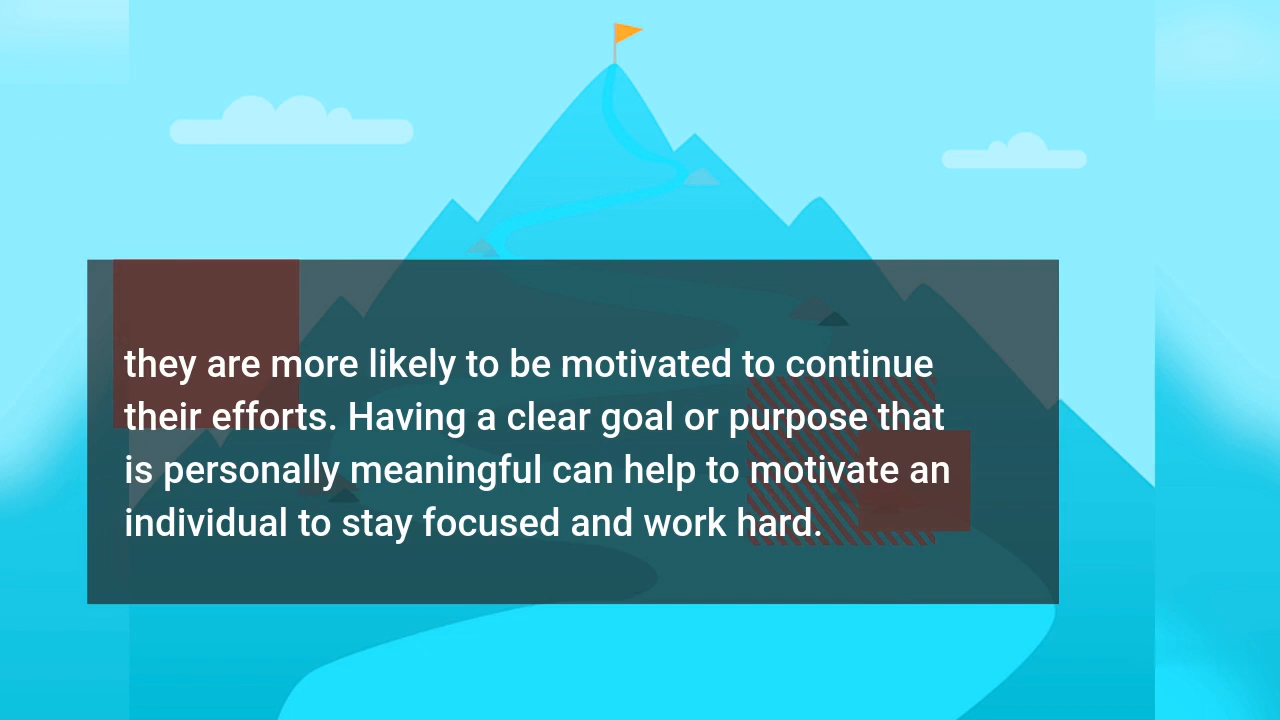 they are more likely to be motivated to continue
their efforts. Having a clear goal or purpose that
is personally meaningful can help to motivate an
individual to stay focused and work hard.